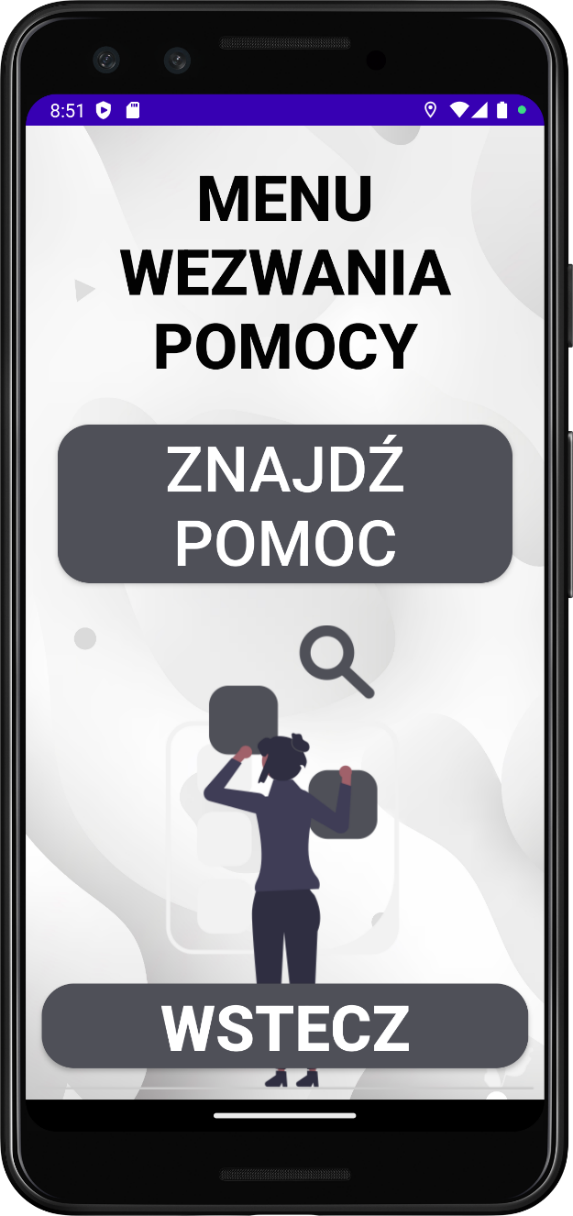 8:51
MENU
WEZWANIA
POMOCY
ZNAJDŹ
POMOC
WSTECZ